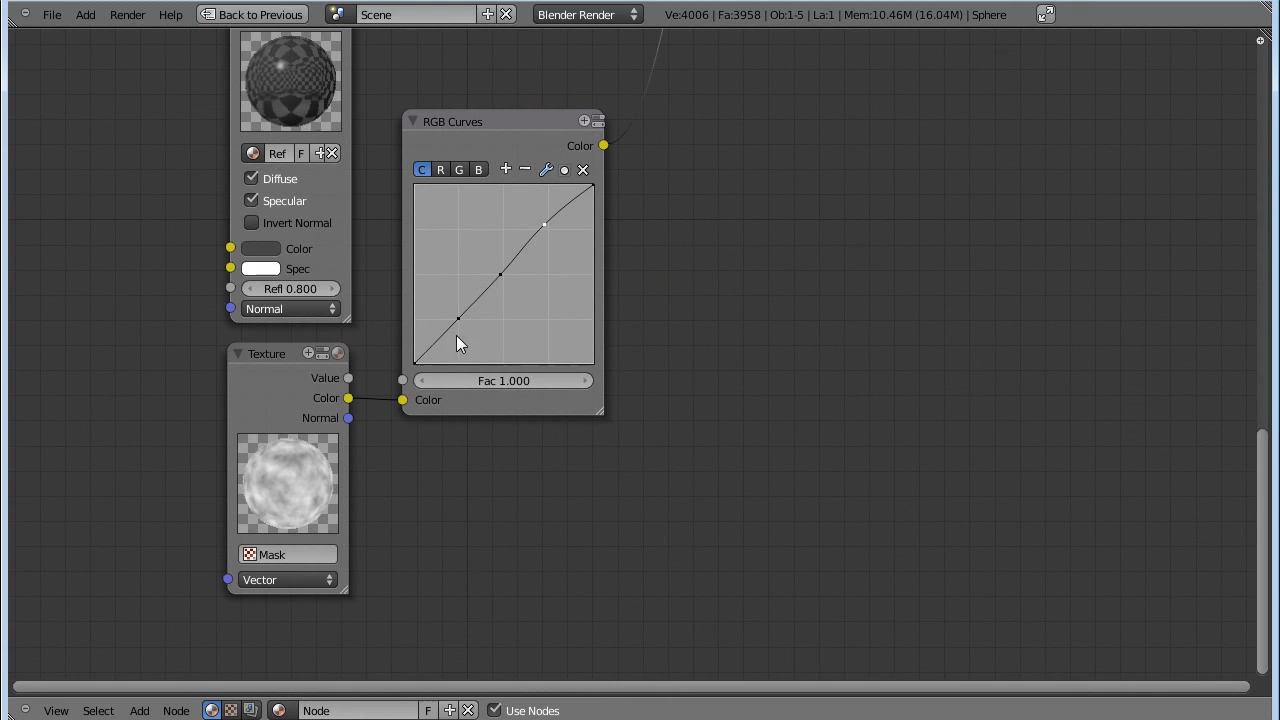 File Add Render Help Back to Previous Scene Blender Render Ve:4006 | Fa:3958 | Ob:1-5 | La:1 | Mem:10.46M (16.04M) | Sphere
Ref F
Diffuse
Specular
Invert Normal
Color
Spec
Refl 0.800
Normal
RGB Curves
Color
C R G B
Fac 1.000
Color
Texture
Value
Color
Normal
Mask
Vector
View Select Add Node Node F Use Nodes